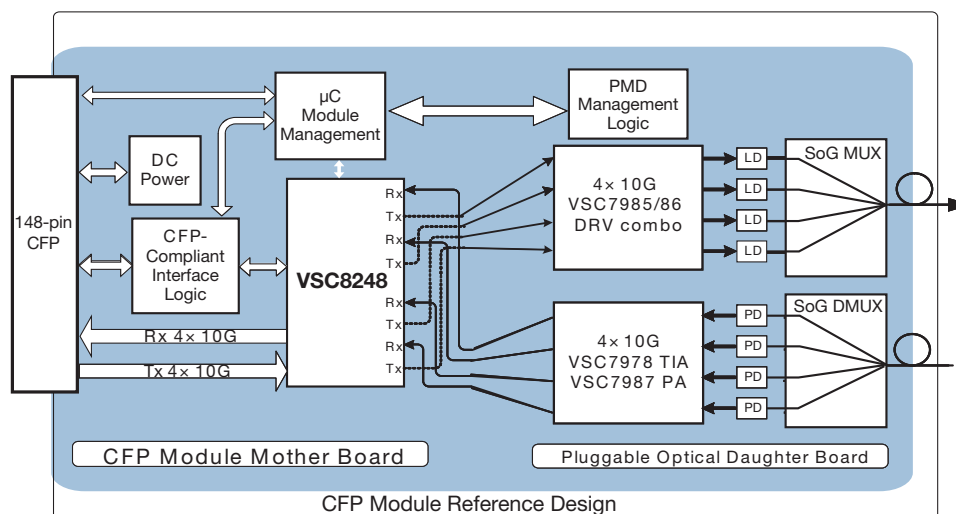 148-pin
CFP
µC
Module
Management
PMD
Management
Logic
DC
Power
CFP-
Compliant
Interface
Logic
VSC8248
Rx
Tx
Rx
Tx
Rx
Tx
Rx
Tx
Rx 4× 10G
Tx 4× 10G
4× 10G
VSC7985/86
DRV combo
LD
LD
LD
LD
SoG MUX
4× 10G
VSC7978 TIA
VSC7987 PA
PD
PD
PD
PD
SoG DMUX
CFP Module Mother Board
Pluggable Optical Daughter Board
CFP Module Reference Design